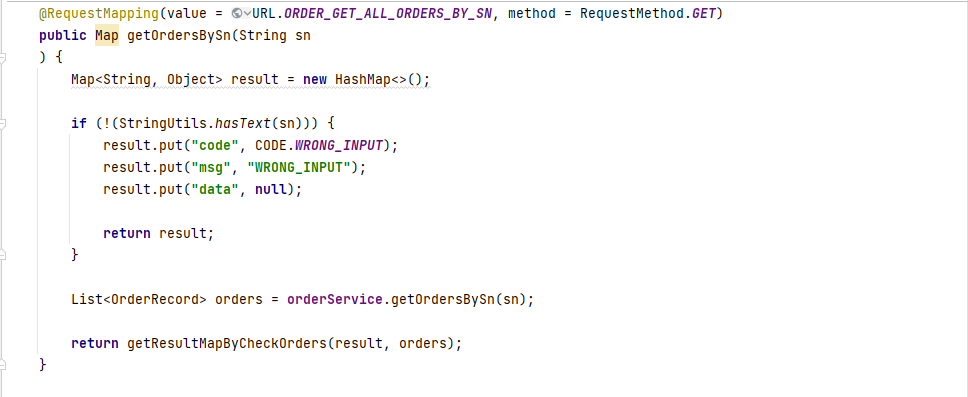 @RequestMapping(value = URL.ORDER_GET_ALL_ORDERS_BY_SN, method = RequestMethod.GET)
public Map getOrdersBySn(String sn
) {
    Map<String, Object> result = new HashMap<>();
    if (!(StringUtils.hasText(sn))) {
        result.put("code", CODE.WRONG_INPUT);
        result.put("msg", "WRONG_INPUT");
        result.put("data", null);
        return result;
    }
    List<OrderRecord> orders = orderService.getOrdersBySn(sn);
    return getResultMapByCheckOrders(result, orders);
}